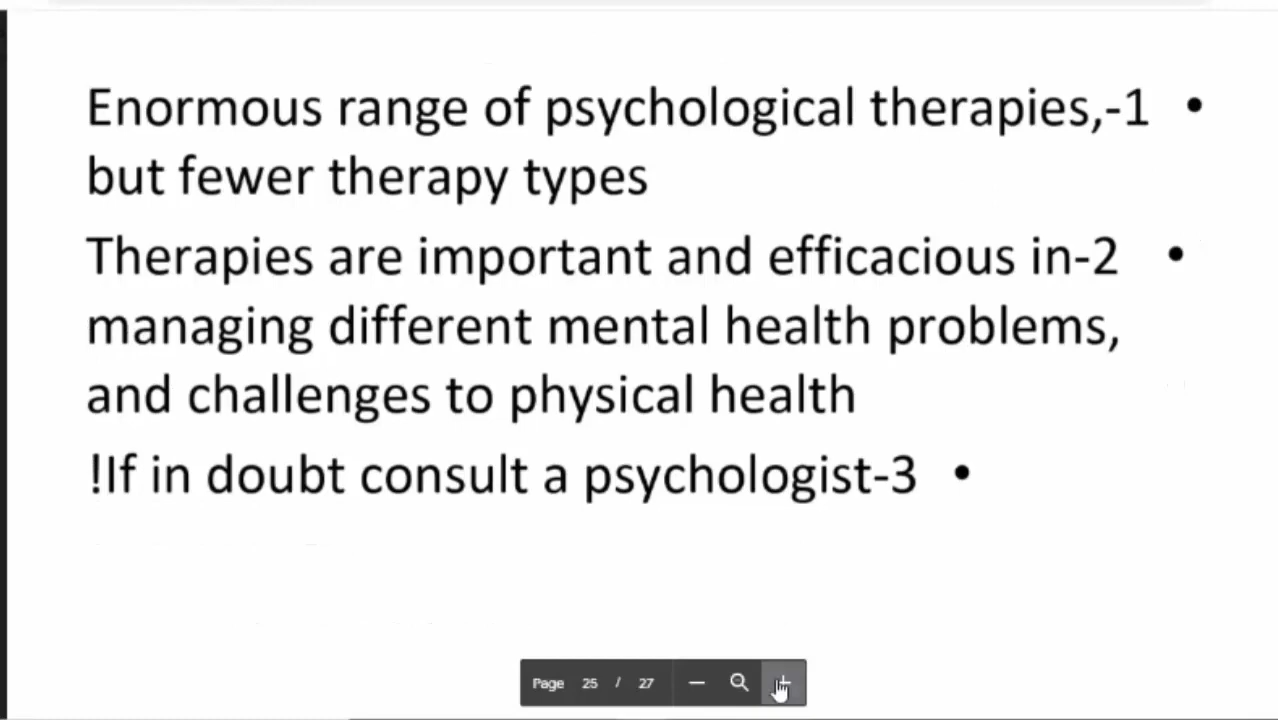 Enormous range of psychological therapies,-1 •
but fewer therapy types
Therapies are important and efficacious in-2 •
managing different mental health problems,
and challenges to physical health
!If in doubt consult a psychologist-3 •
Page 25 / 27